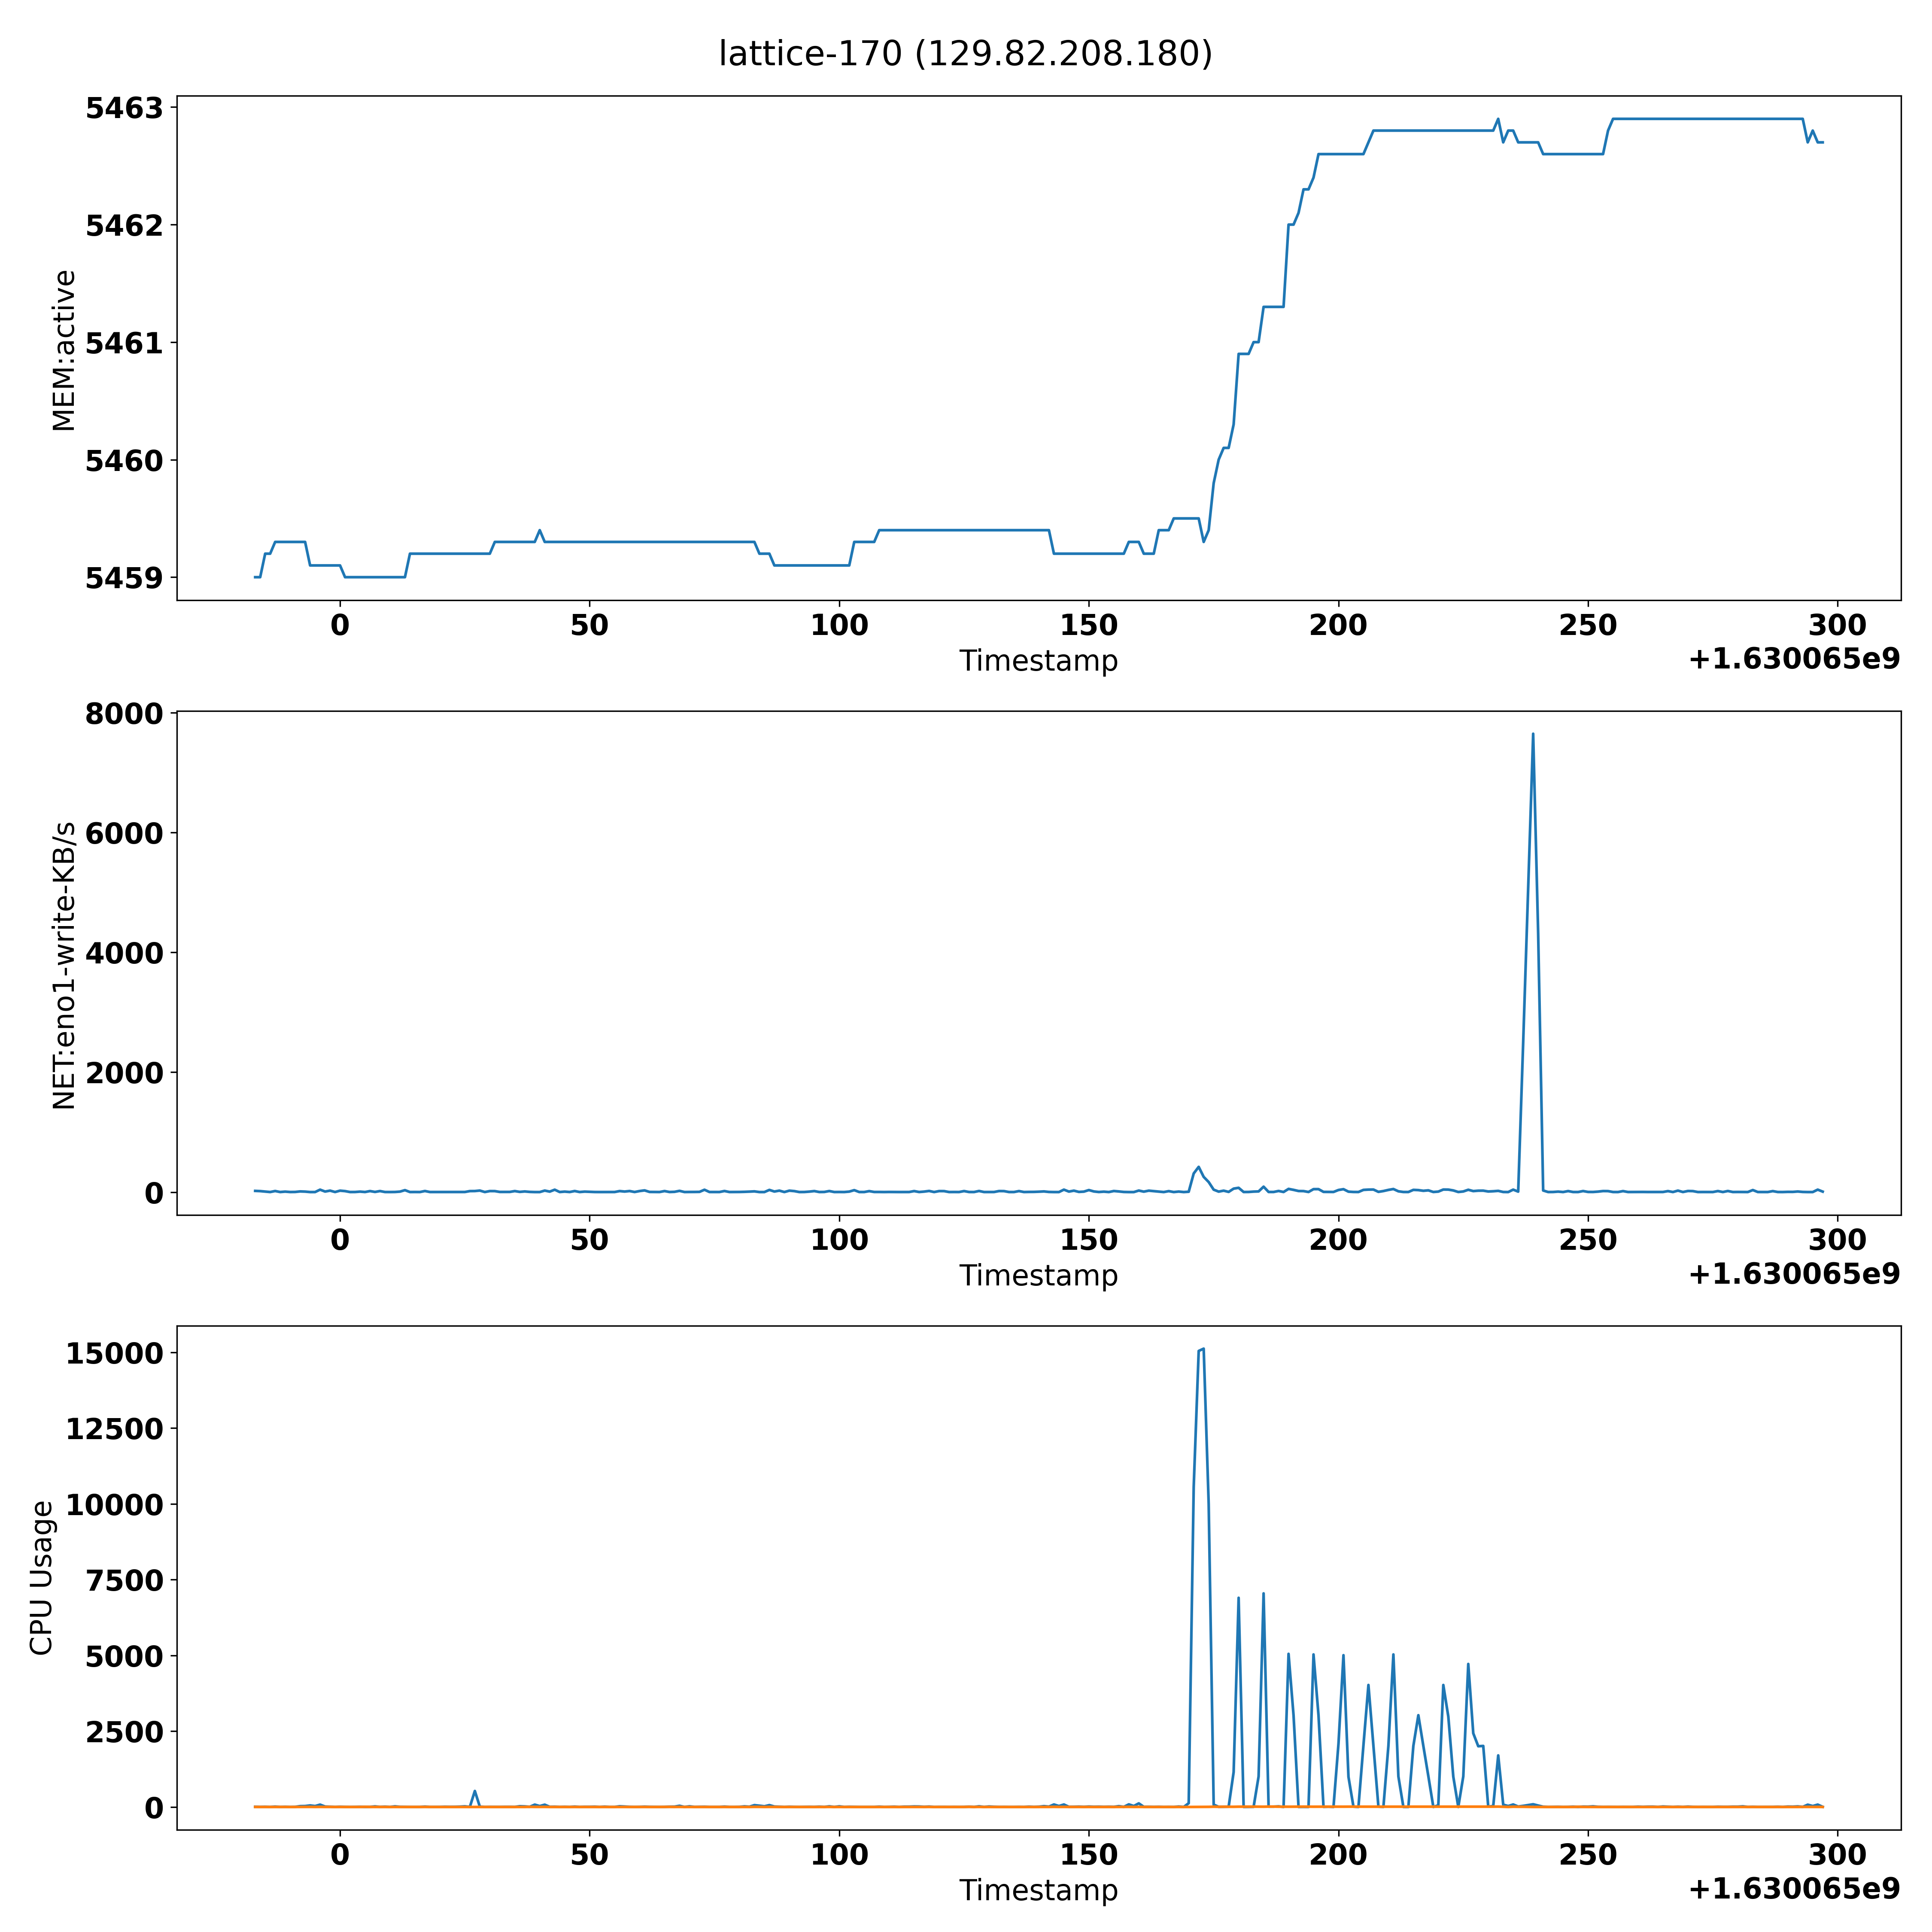 lattice-170 (129.82.208.180)
5463
5462
5461
5460
5459
MEM:active
0 50 100 150 200 250 300
Timestamp
+1.630065e9
8000
6000
4000
2000
0
NET:eno1-write-KB/s
0 50 100 150 200 250 300
Timestamp
+1.630065e9
15000
12500
10000
7500
5000
2500
0
CPU Usage
0 50 100 150 200 250 300
Timestamp
+1.630065e9